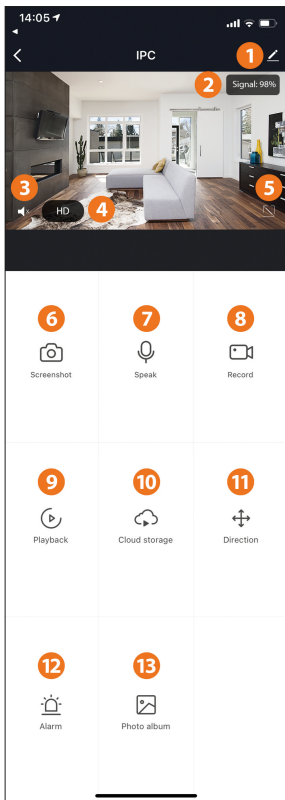 14:05
IPC
1
2
Signal: 98%
3
HD
4
5
6
7
8
Screenshot
Speak
Record
9
10
11
Playback
Cloud storage
Direction
12
13
Alarm
Photo album